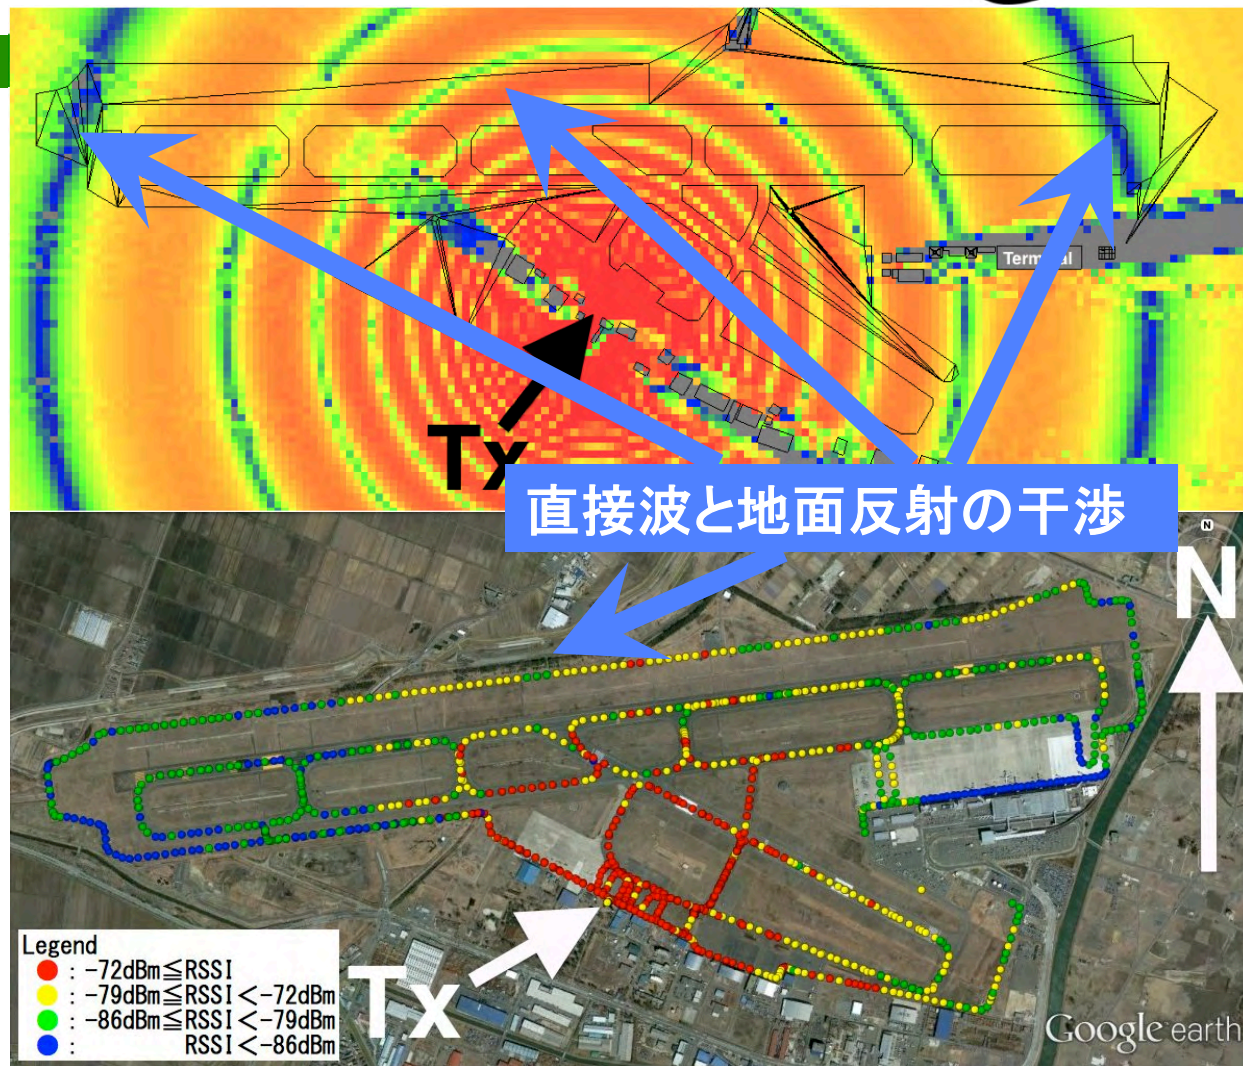 Terminal
Tx
直接波と地面反射の干渉
N
N
Tx
Legend
: -72dBm≦RSSI
: -79dBm≦RSSI<-72dBm
: -86dBm≦RSSI<-79dBm
: RSSI<-86dBm
Google earth